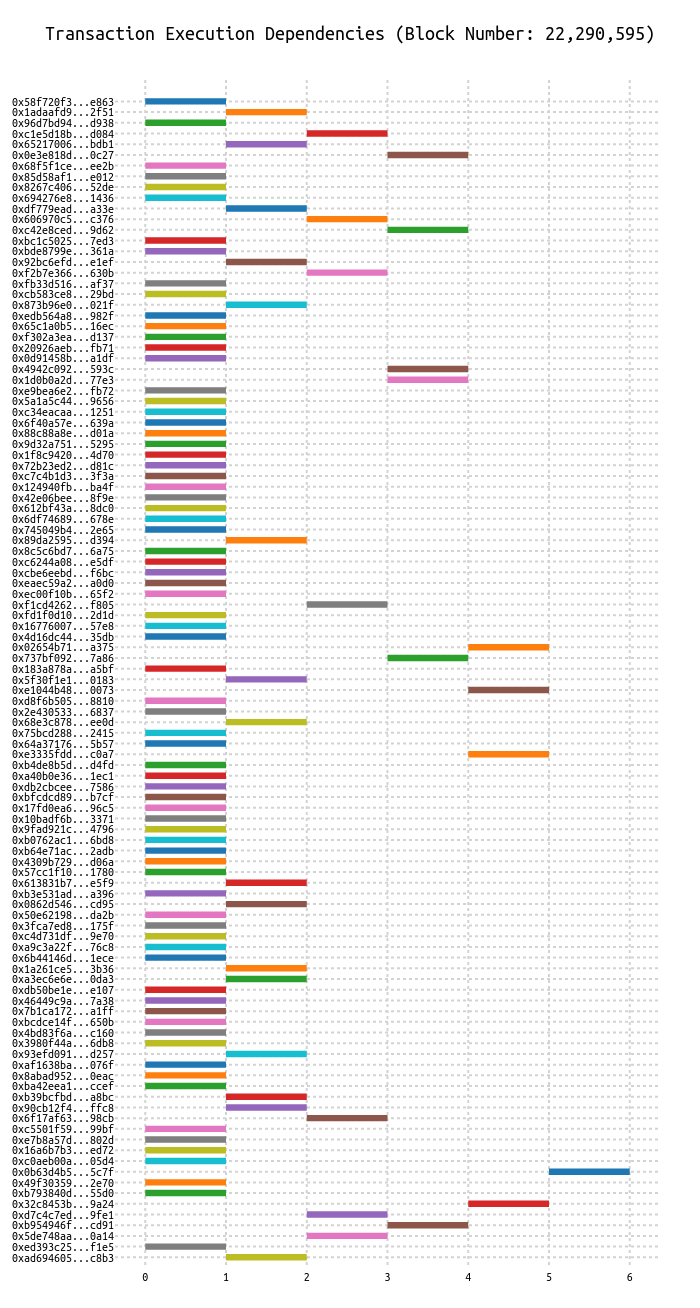 Transaction Execution Dependencies (Block Number: 22,290,595)
0x58f720f3...e863
0x1adaafd9...2f51
0x96d7bd94...d938
0xc1e5d18b...d084
0x65217006...bdb1
0x0e3e818d...0c27
0x68f5f1ce...ee2b
0x85d58af1...e012
0x8267c406...52de
0x694276e8...1436
0xdf779ead...a33e
0x606970c5...c376
0xc42e8ced...9d62
0xbc1c5025...7ed3
0xbde8799e...361a
0x92bc6efd...e1ef
0xf2b7e366...630b
0xfb33d516...af37
0xcb583ce8...29bd
0x873b96e0...021f
0xedb564a8...982f
0x65c1a0b5...16ec
0xf302a3ea...d137
0x20926aeb...fb71
0x0d91458b...a1df
0x4942c092...593c
0x1d0b0a2d...77e3
0xe9bea6e2...fb72
0x5a1a5c44...9656
0xc34eacaa...1251
0x6f40a57e...639a
0x88c88a8e...d01a
0x9d32a751...5295
0x1f8c9420...4d70
0x72b23ed2...d81c
0xc7c4b1d3...3f3a
0x124940fb...ba4f
0x42e06bee...8f9e
0x612bf43a...8dc0
0x6df74689...678e
0x745049b4...2e65
0x89da2595...d394
0x8c5c6bd7...6a75
0xc6244a08...e5df
0xcbe6eebd...f6bc
0xeaec59a2...a0d0
0xec00f10b...65f2
0xf1cd4262...f805
0xfd1f0d10...2d1d
0x16776007...57e8
0x4d16dc44...35db
0x02654b71...a375
0x737bf092...7a86
0x183a878a...a5bf
0x5f30f1e1...0183
0xe1044b48...0073
0xd8f6b505...8810
0x2e430533...6837
0x68e3c878...ee0d
0x75bcd288...2415
0x64a37176...5b57
0xe3335fdd...c0a7
0xb4de8b5d...d4fd
0xa40b0e36...1ec1
0xdb2cbcee...7586
0xbfcdcd89...b7cf
0x17fd0ea6...96c5
0x10badf6b...3371
0x9fad921c...4796
0xb0762ac1...6bd8
0xb64e71ac...2adb
0x4309b729...d06a
0x57cc1f10...1780
0x613831b7...e5f9
0xb3e531ad...a396
0x0862d546...cd95
0x50e62198...da2b
0x3fca7ed8...175f
0xc4d731df...9e70
0xa9c3a22f...76c8
0x6b44146d...1ece
0x1a261ce5...3b36
0xa3ec6e6e...0da3
0xdb50be1e...e107
0x46449c9a...7a38
0x7b1ca172...a1ff
0xbcdce14f...650b
0x4bd83f6a...c160
0x3980f44a...6db8
0x93efd091...d257
0xaf1638ba...076f
0x8abad952...0eac
0xba42eea1...ccef
0xb39bcfbd...a8bc
0x90cb12f4...ffc8
0x6f17af63...98cb
0xc5501f59...99bf
0xe7b8a57d...802d
0x16a6b7b3...ed72
0xc0aeb00a...05d4
0x0b63d4b5...5c7f
0x49f30359...2e70
0xb793840d...55d0
0x32c8453b...9a24
0xd7c4c7ed...9fe1
0xb954946f...cd91
0x5de748aa...0a14
0xed393c25...f1e5
0xad694605...c8b3
0 1 2 3 4 5 6